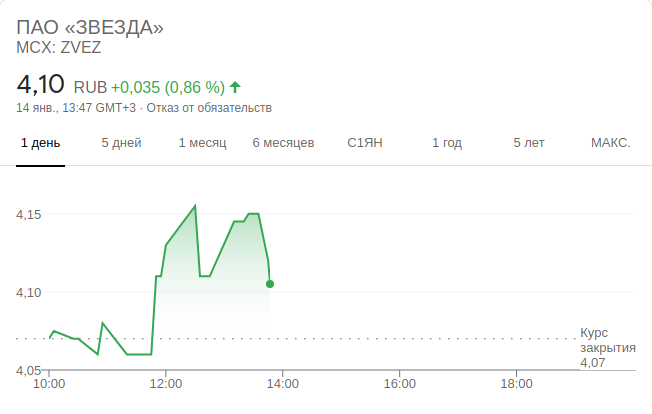 ПАО «ЗВЕЗДА»
MCX: ZVEZ
4,10 RUB +0,035 (0,86 %)
14 янв., 13:47 GMT+3 · Отказ от обязательств
1 день 5 дней 1 месяц 6 месяцев С1ЯН 1 год 5 лет МАКС.
4,15
4,10
4,05
Курс
закрытия
4,07
10:00 12:00 14:00 16:00 18:00